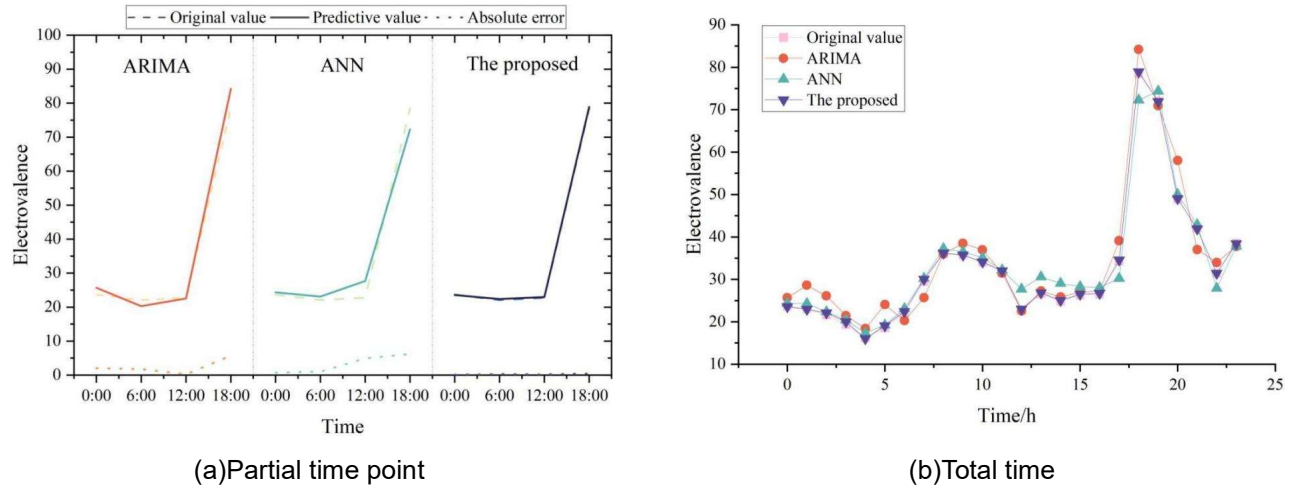 Original value Predictive value Absolute error
100
90
80
70
60
50
40
30
20
10
0
Electrovalence
ARIMA ANN The proposed
0:00 6:00 12:00 18:00 0:00 6:00 12:00 18:00 0:00 6:00 12:00 18:00
Time
(a)Partial time point
90
80
70
60
50
40
30
20
10
Electrovalence
Original value
ARIMA
ANN
The proposed
0 5 10 15 20 25
Time/h
(b)Total time